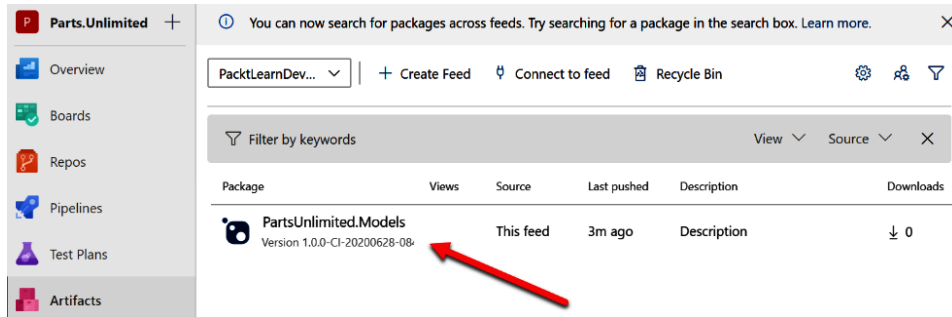 P Parts.Unlimited +
You can now search for packages across feeds. Try searching for a package in the search box. Learn more.
Overview
PacktLearnDev... + Create Feed Connect to feed Recycle Bin
Boards
Filter by keywords View Source
Repos
Package Views Source Last pushed Description Downloads
Pipelines
PartsUnlimited.Models This feed 3m ago Description 0
Version 1.0.0-CI-20200628-084
Test Plans
Artifacts